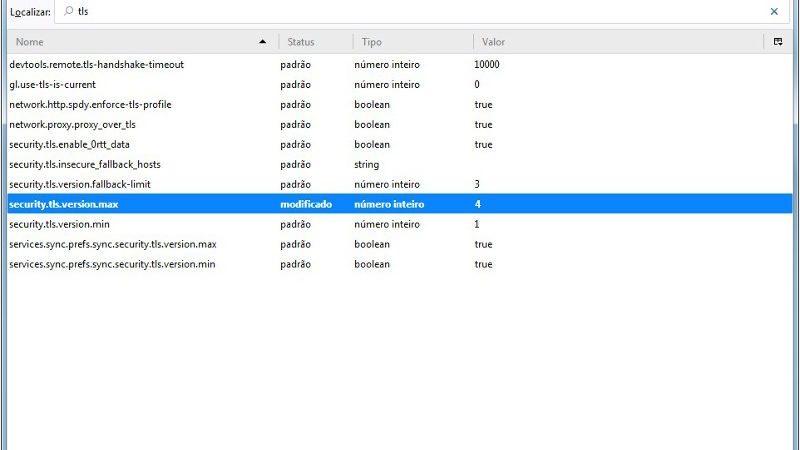 Localizar: tls
Nome Status Tipo Valor
devtools.remote.tls-handshake-timeout padrão número inteiro 10000
gl.use-tls-is-current padrão número inteiro 0
network.http.spdy.enforce-tls-profile padrão boolean true
network.proxy.proxy_over_tls padrão boolean true
security.tls.enable_0rtt_data padrão boolean true
security.tls.insecure_fallback_hosts padrão string
security.tls.version.fallback-limit padrão número inteiro 3
security.tls.version.max modificado número inteiro 4
security.tls.version.min padrão número inteiro 1
services.sync.prefs.sync.security.tls.version.max padrão boolean true
services.sync.prefs.sync.security.tls.version.min padrão boolean true